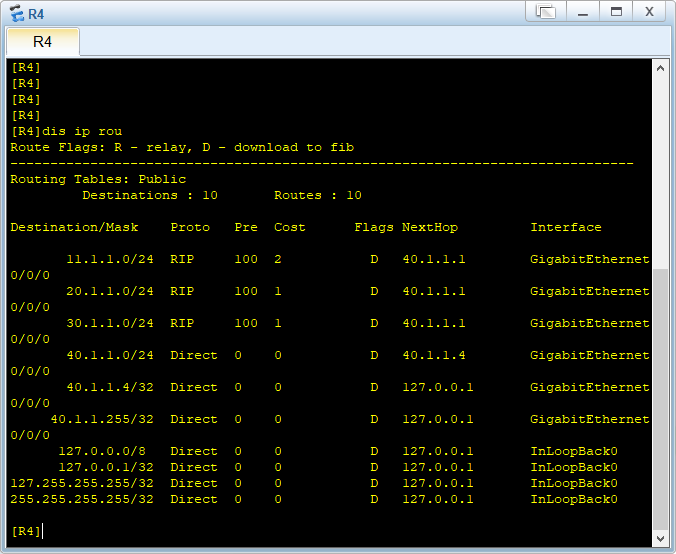 R4
R4
[R4]
[R4]
[R4]
[R4]
[R4]dis ip rou
Route Flags: R - relay, D - download to fib
------------------------------------------------------------------------------
Routing Tables: Public
         Destinations : 10       Routes : 10

Destination/Mask    Proto   Pre  Cost      Flags NextHop         Interface

       11.1.1.0/24  RIP     100  2           D   40.1.1.1        GigabitEthernet
0/0/0
       20.1.1.0/24  RIP     100  1           D   40.1.1.1        GigabitEthernet
0/0/0
       30.1.1.0/24  RIP     100  1           D   40.1.1.1        GigabitEthernet
0/0/0
       40.1.1.0/24  Direct  0    0           D   40.1.1.4        GigabitEthernet
0/0/0
       40.1.1.4/32  Direct  0    0           D   127.0.0.1       GigabitEthernet
0/0/0
     40.1.1.255/32  Direct  0    0           D   127.0.0.1       GigabitEthernet
0/0/0
      127.0.0.0/8   Direct  0    0           D   127.0.0.1       InLoopBack0
      127.0.0.1/32  Direct  0    0           D   127.0.0.1       InLoopBack0
127.255.255.255/32  Direct  0    0           D   127.0.0.1       InLoopBack0
255.255.255.255/32  Direct  0    0           D   127.0.0.1       InLoopBack0

[R4]